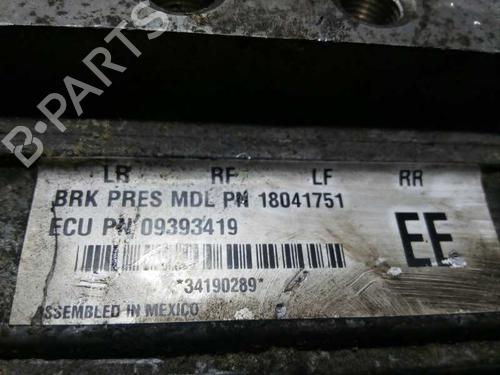 LR RF LF RR
BRK PRES MDL PN 18041751
ECU PN 09393419
EE
*34190289*
ASSEMBLED IN MEXICO
B-PARTS